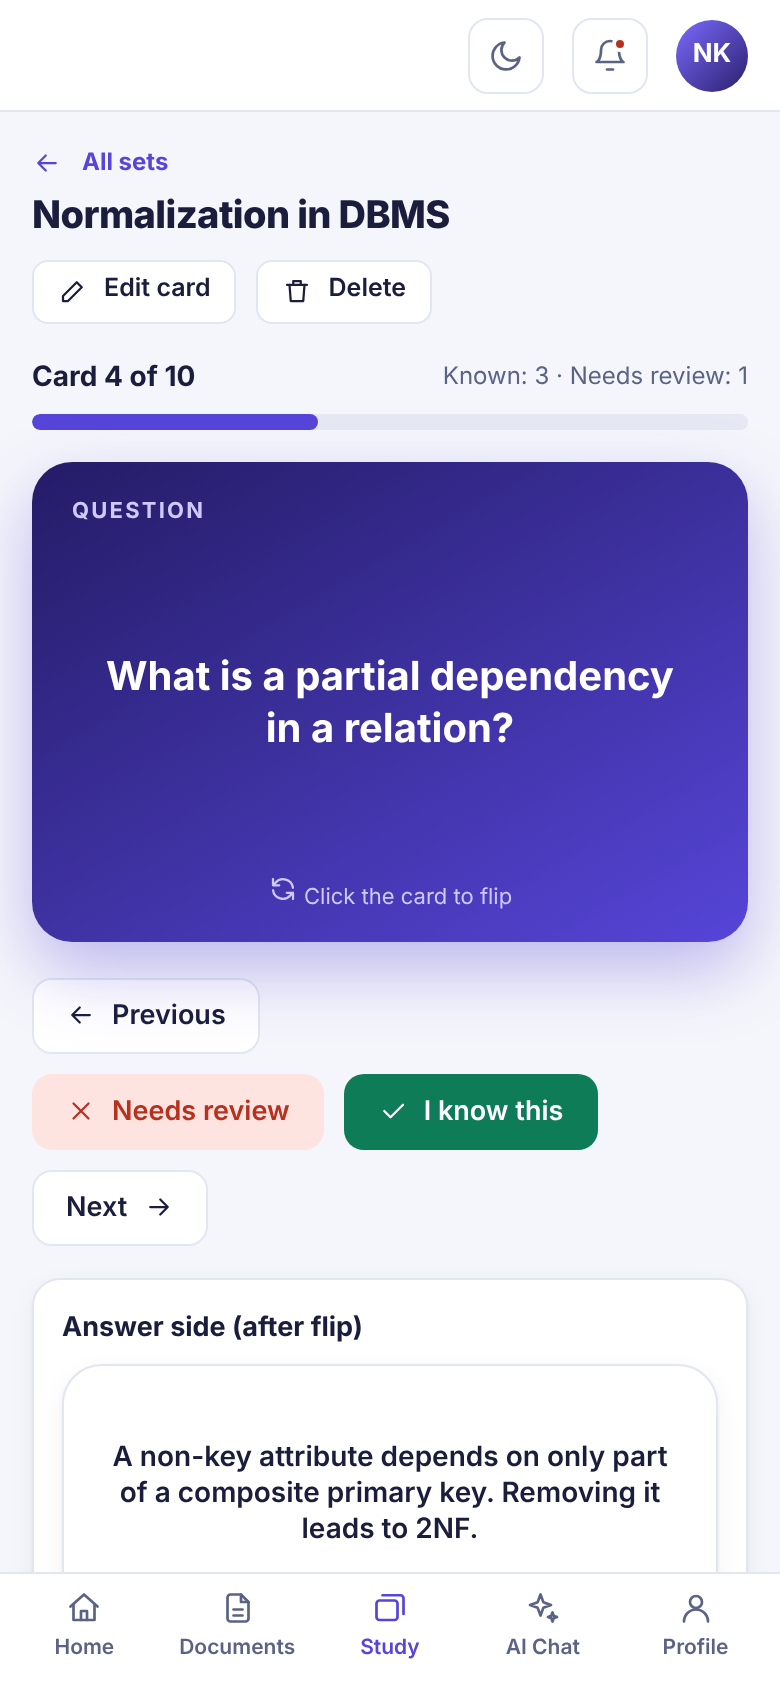 NK
All sets
Normalization in DBMS
Edit card
Delete
Card 4 of 10
Known: 3 · Needs review: 1
QUESTION
What is a partial dependency
in a relation?
Click the card to flip
Previous
Needs review
I know this
Next
Answer side (after flip)
A non-key attribute depends on only part
of a composite primary key. Removing it
leads to 2NF.
Home
Documents
Study
AI Chat
Profile